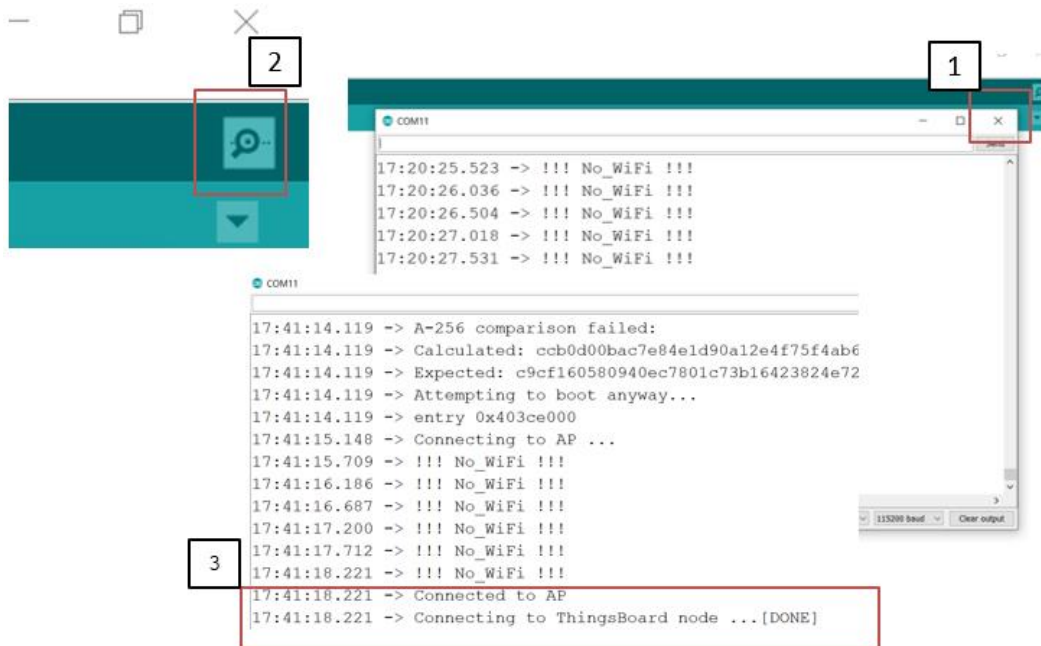 2
1
COM11
Send
17:20:25.523 -> !!! No_WiFi !!!
17:20:26.036 -> !!! No_WiFi !!!
17:20:26.504 -> !!! No_WiFi !!!
17:20:27.018 -> !!! No_WiFi !!!
17:20:27.531 -> !!! No_WiFi !!!
COM11
17:41:14.119 -> A-256 comparison failed:
17:41:14.119 -> Calculated: ccb0d00bac7e84e1d90a12e4f75f4ab6
17:41:14.119 -> Expected: c9cf160580940ec7801c73b16423824e72
17:41:14.119 -> Attempting to boot anyway...
17:41:14.119 -> entry 0x403ce000
17:41:15.148 -> Connecting to AP ...
17:41:15.709 -> !!! No_WiFi !!!
17:41:16.186 -> !!! No_WiFi !!!
17:41:16.687 -> !!! No_WiFi !!!
17:41:17.200 -> !!! No_WiFi !!!
115200 baud Clear output
17:41:17.712 -> !!! No_WiFi !!!
3
17:41:18.221 -> !!! No_WiFi !!!
17:41:18.221 -> Connected to AP
17:41:18.221 -> Connecting to ThingsBoard node ...[DONE]